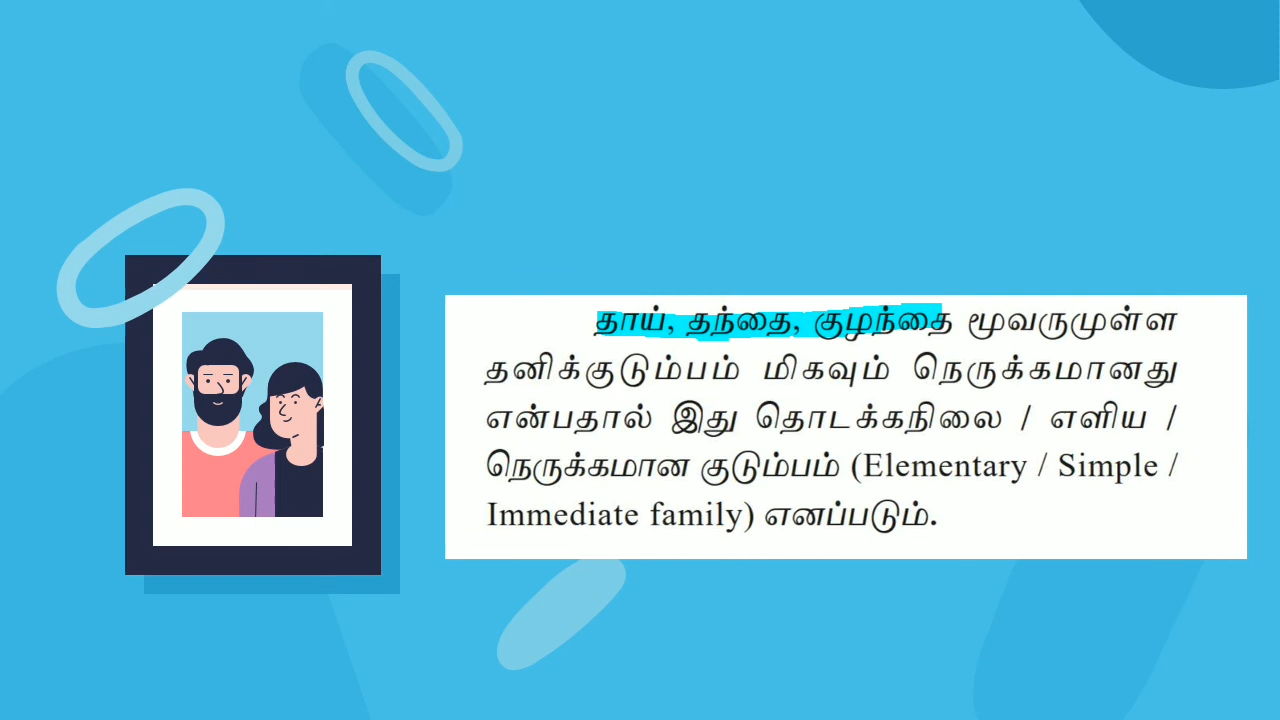 தாய், தந்தை, குழந்தை மூவருமுள்ள
தனிக்குடும்பம் மிகவும் நெருக்கமானது
என்பதால் இது தொடக்கநிலை / எளிய /
நெருக்கமான குடும்பம் (Elementary / Simple /
Immediate family) எனப்படும்.